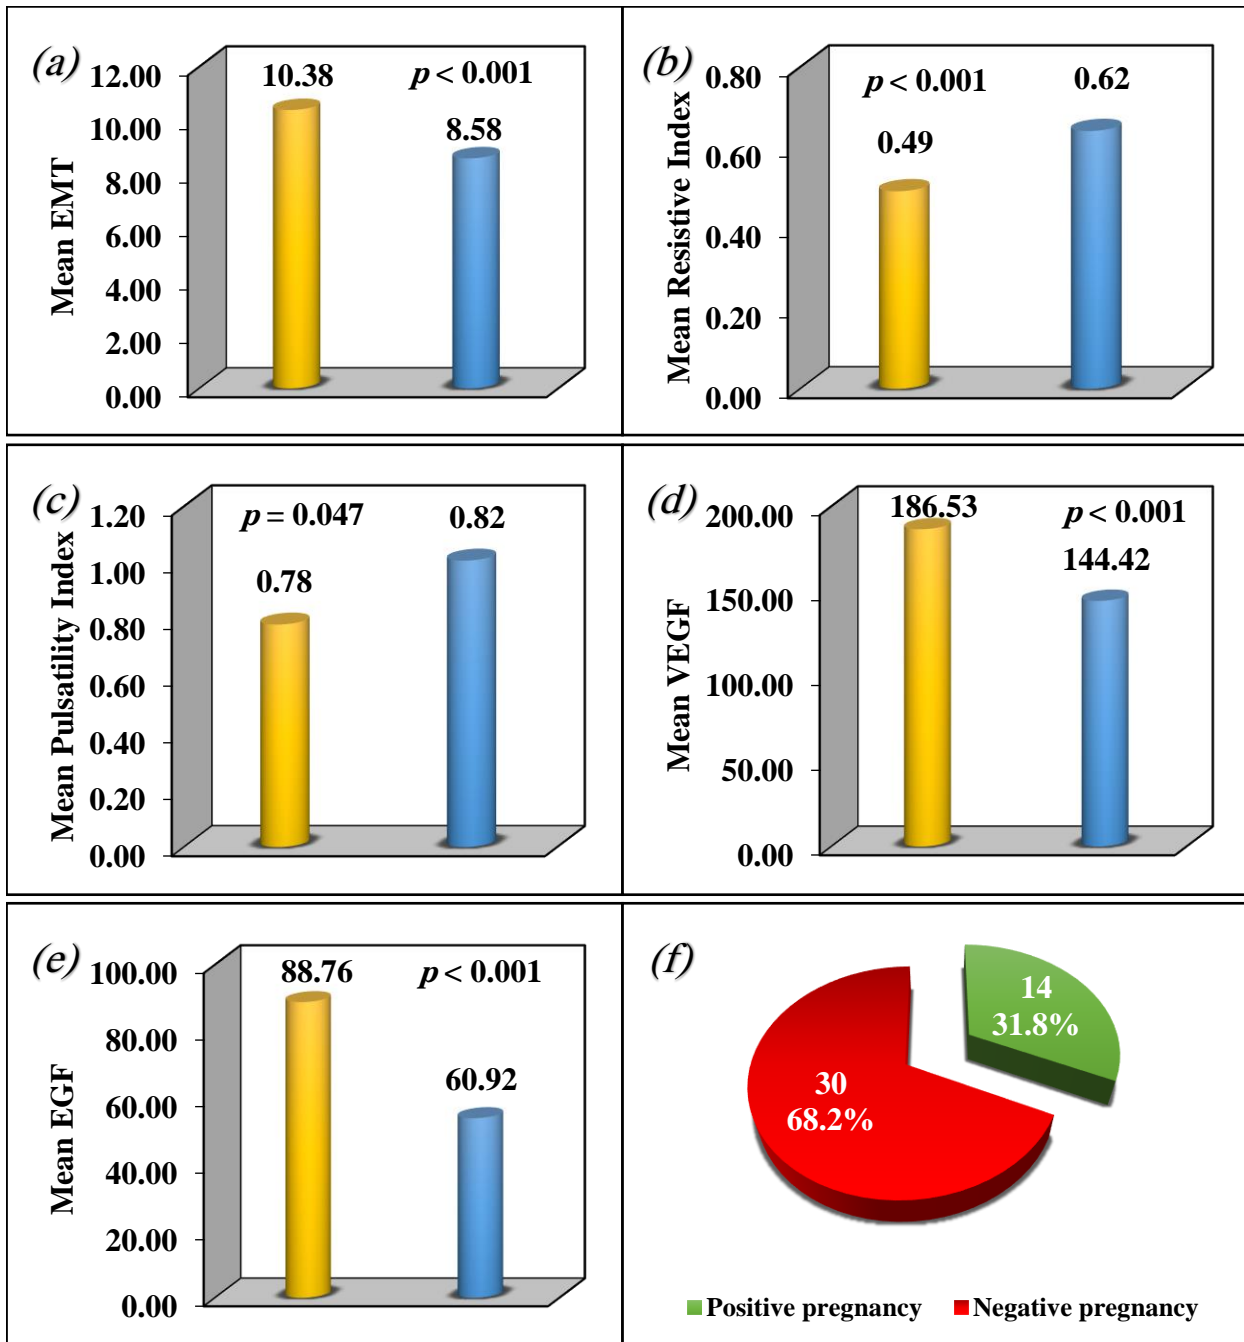 (a)
12.00
10.00
8.00
6.00
4.00
2.00
0.00
Mean EMT
10.38
p < 0.001
8.58
(b)
0.80
0.60
0.40
0.20
0.00
Mean Resistive Index
p < 0.001
0.62
0.49
(c)
1.20
1.00
0.80
0.60
0.40
0.20
0.00
Mean Pulsatility Index
p = 0.047
0.82
0.78
(d)
200.00
150.00
100.00
50.00
0.00
Mean VEGF
186.53
p < 0.001
144.42
(e)
100.00
80.00
60.00
40.00
20.00
0.00
Mean EGF
88.76
p < 0.001
60.92
(f)
14
31.8%
30
68.2%
Positive pregnancy
Negative pregnancy